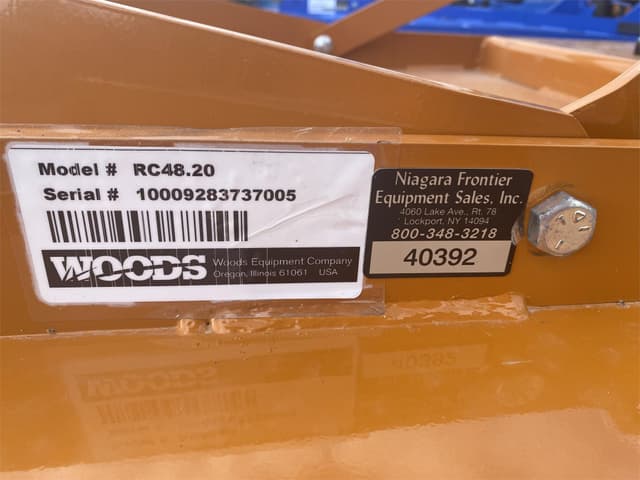 Model # RC48.20
Serial # 10009283737005
WOODS
Woods Equipment Company
Oregon, Illinois 61061 USA
Niagara Frontier
Equipment Sales, Inc.
4060 Lake Ave., Rt. 78
Lockport, NY 14094
800-348-3218
40392